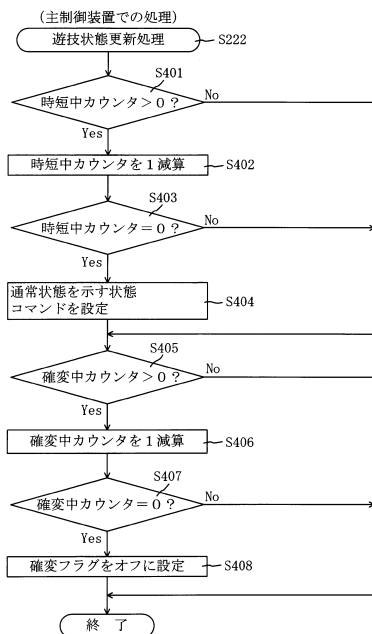 (主制御装置での処理)
遊技状態更新処理
S222
S401
時短中カウンタ>0?
No
Yes
時短中カウンタを1減算
S402
S403
時短中カウンタ=0?
No
Yes
通常状態を示す状態
コマンドを設定
S404
S405
確変中カウンタ>0?
No
Yes
確変中カウンタを1減算
S406
S407
確変中カウンタ=0?
No
Yes
確変フラグをオフに設定
S408
終 了